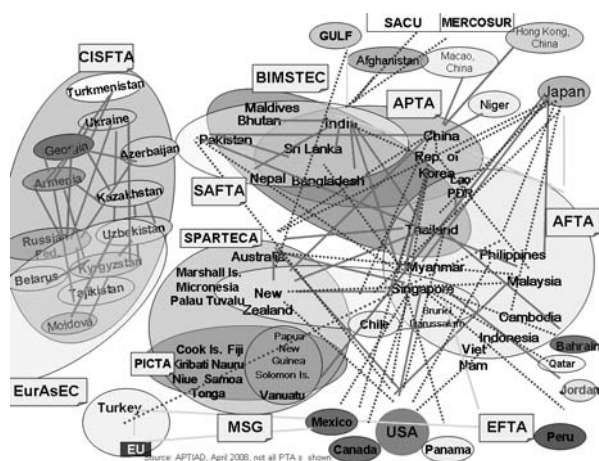 SACU
MERCOSUR
GULF
Hong Kong,
China
CISFTA
Afghanistan
Macao,
China
Turkmenistan
BIMSTEC
Japan
Maldives
APTA
Niger
Ukraine
Bhutan
India
China
Georgia
Pakistan
Azerbaijan
Sri Lanka
Rep. of
Korea
Armenia
Nepal
Bangladesh
Lao
PDR
Kazakhstan
SAFTA
AFTA
Uzbekistan
Thailand
Russian
Fed.
SPARTECA
Philippines
Australia
Myanmar
Belarus
Kyrgyzstan
Marshall Is.
Micronesia
Palau Tuvalu
Singapore
Malaysia
Tajikistan
New
Zealand
Brunei
Darussalam
Cambodia
Moldova
Chile
Papua
New
Guinea
Solomon Is.
Vanuatu
Indonesia
Bahrain
Cook Is. Fiji
Kiribati Nauru
Niue Samoa
Tonga
PICTA
Viet
Nam
Qatar
EurAsEC
Jordan
Turkey
MSG
Mexico
USA
EFTA
Peru
EU
Canada
Panama
Source: APTIAD, April 2008, not all PTA s shown